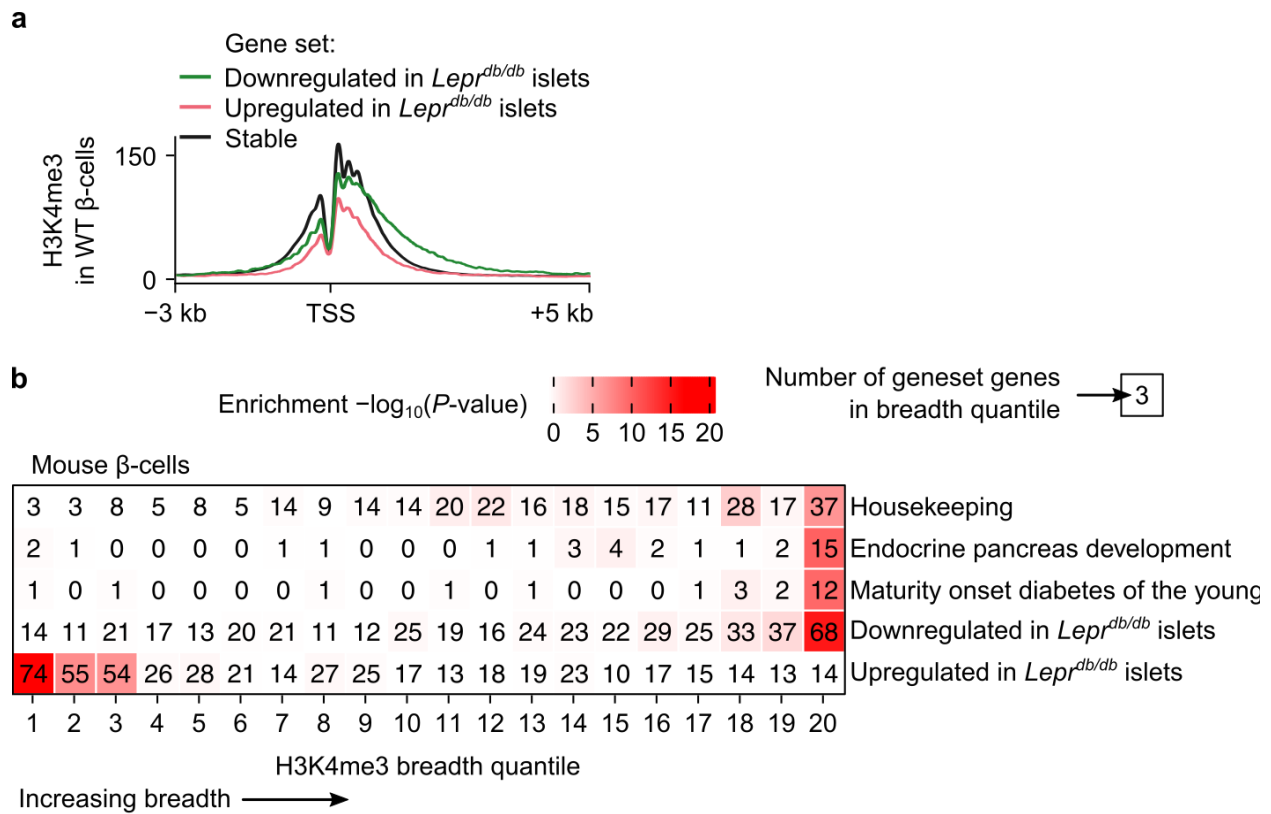 a
Gene set:
Downregulated in Lepr^db/db islets
Upregulated in Lepr^db/db islets
Stable
H3K4me3
in WT β-cells
150
0
−3 kb TSS +5 kb
b
Enrichment −log10(P-value)
0 5 10 15 20
Number of geneset genes
in breadth quantile
3
Mouse β-cells
3 3 8 5 8 5 14 9 14 14 20 22 16 18 15 17 11 28 17 37 Housekeeping
2 1 0 0 0 0 1 1 0 0 0 1 1 3 4 2 1 1 2 15 Endocrine pancreas development
1 0 1 0 0 0 0 1 0 0 1 0 1 0 0 0 1 3 2 12 Maturity onset diabetes of the young
14 11 21 17 13 20 21 11 12 25 19 16 24 23 22 29 25 33 37 68 Downregulated in Lepr^db/db islets
74 55 54 26 28 21 14 27 25 17 13 18 19 23 10 17 15 14 13 14 Upregulated in Lepr^db/db islets
1 2 3 4 5 6 7 8 9 10 11 12 13 14 15 16 17 18 19 20
H3K4me3 breadth quantile
Increasing breadth